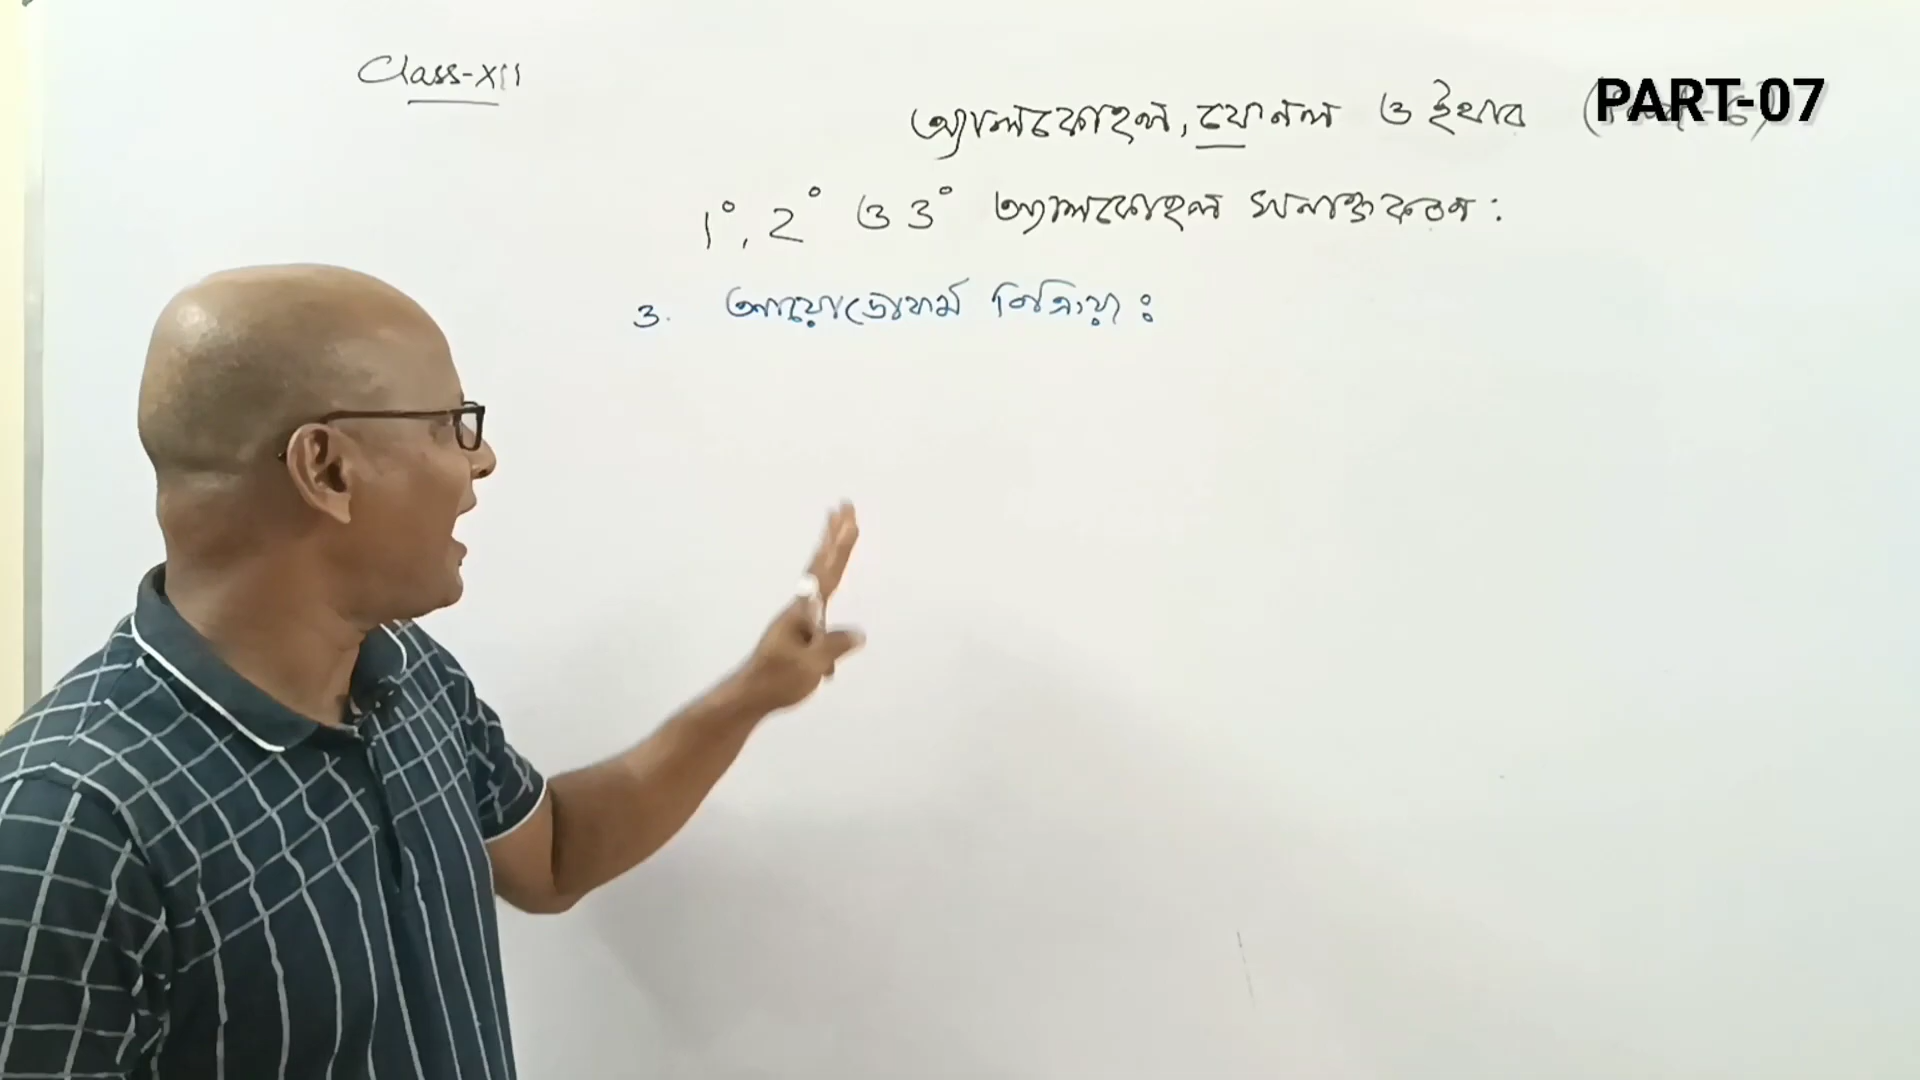 Class-XII
অ্যালকোহল, ফেনল ও ইথার PART-07
1°, 2° ও 3° অ্যালকোহল সনাক্তকরণ :
3. আয়োডোফর্ম বিক্রিয়া :